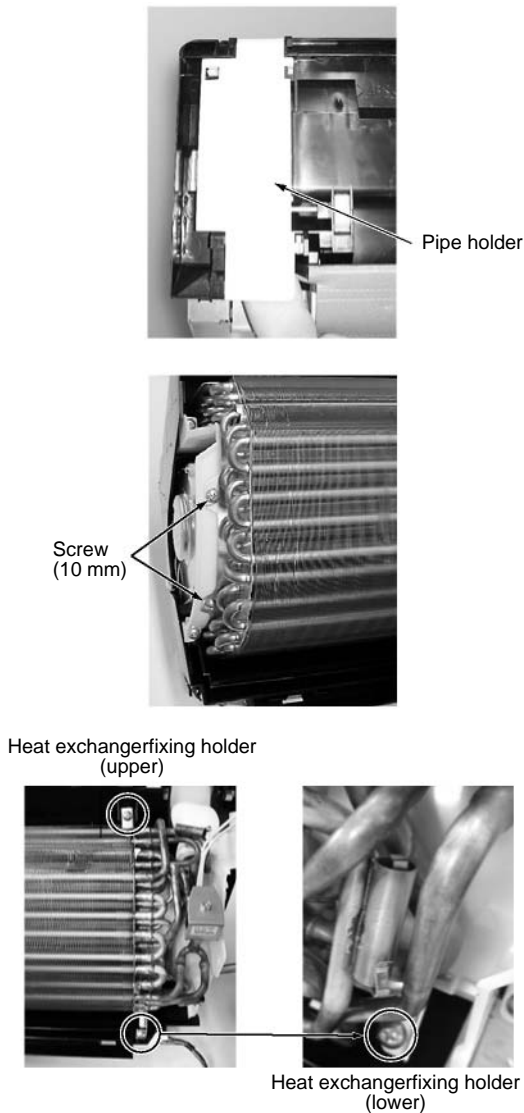 Pipe holder
Screw
(10 mm)
Heat exchangerfixing holder
(upper)
Heat exchangerfixing holder
(lower)